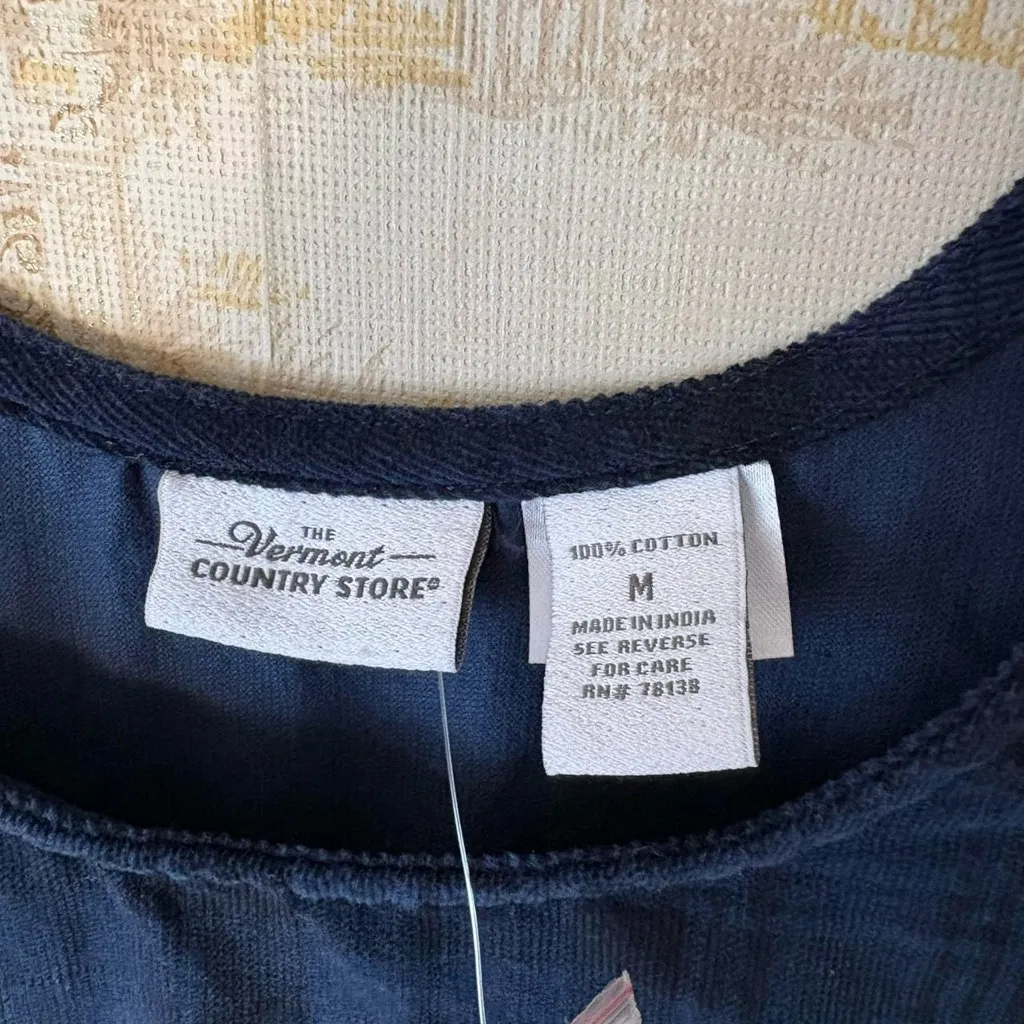 THE
Vermont
COUNTRY STORE®
100% COTTON
M
MADE IN INDIA
SEE REVERSE
FOR CARE
RN# 78138